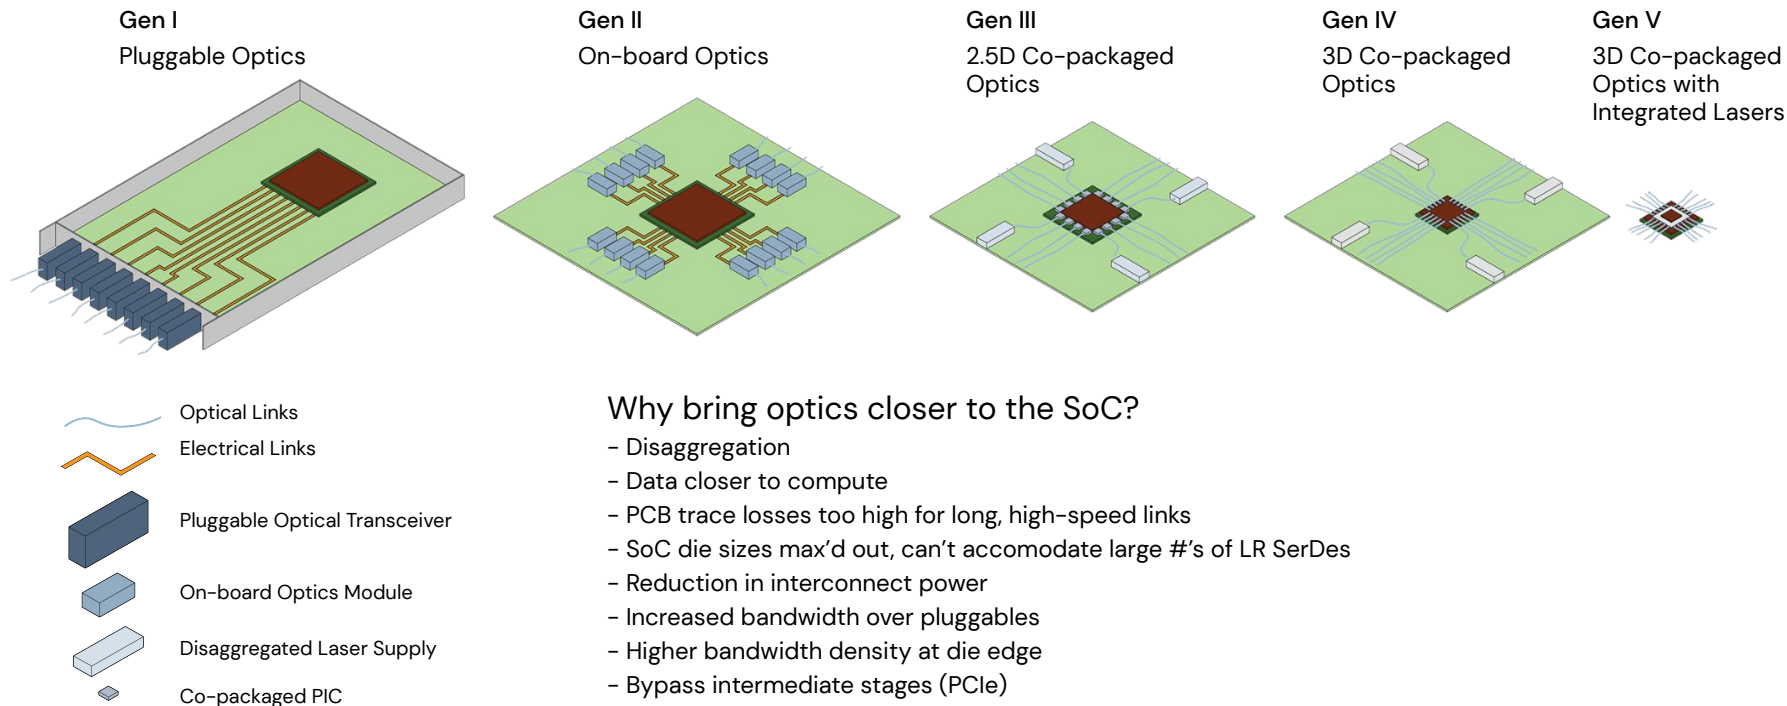 Gen I
Pluggable Optics
Gen II
On-board Optics
Gen III
2.5D Co-packaged
Optics
Gen IV
3D Co-packaged
Optics
Gen V
3D Co-packaged
Optics with
Integrated Lasers
Optical Links
Electrical Links
Pluggable Optical Transceiver
On-board Optics Module
Disaggregated Laser Supply
Co-packaged PIC
Why bring optics closer to the SoC?
- Disaggregation
- Data closer to compute
- PCB trace losses too high for long, high-speed links
- SoC die sizes max'd out, can't accomodate large #'s of LR SerDes
- Reduction in interconnect power
- Increased bandwidth over pluggables
- Higher bandwidth density at die edge
- Bypass intermediate stages (PCIe)